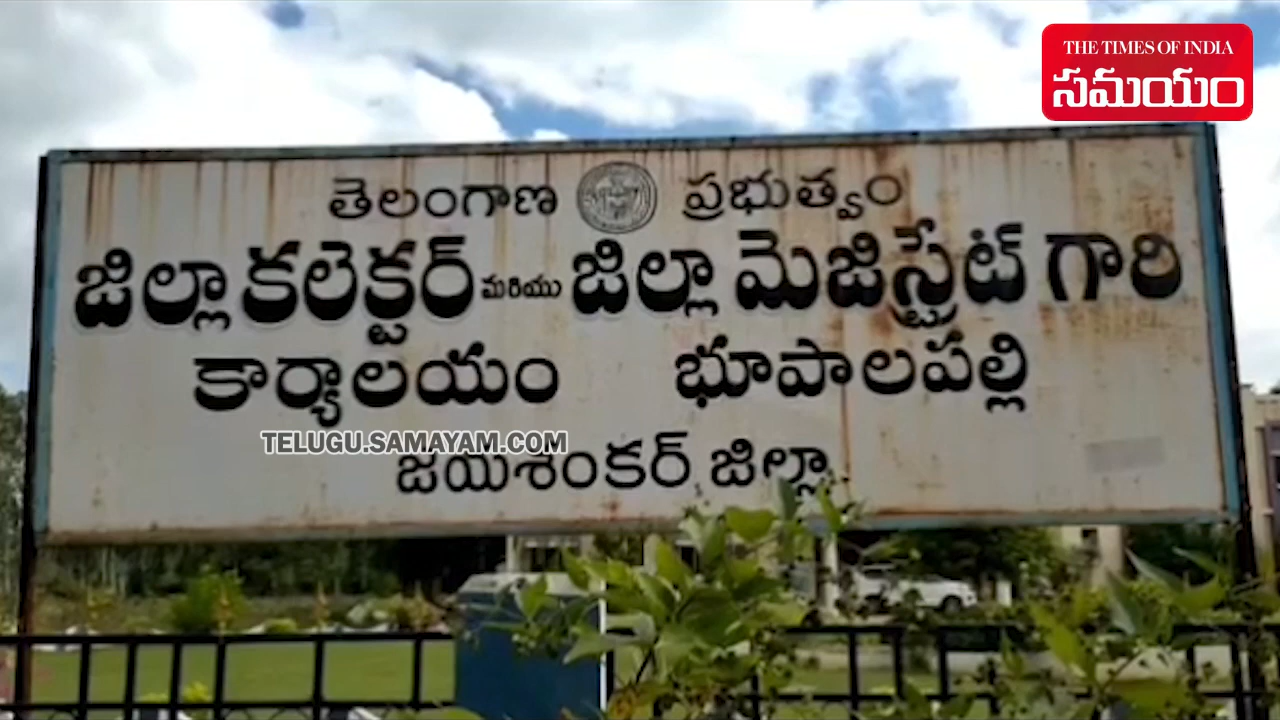 THE TIMES OF INDIA
సమయం
తెలంగాణ ప్రభుత్వం
జిల్లా కలెక్టర్ మరియు జిల్లా మెజిస్ట్రేట్ గారి
కార్యాలయం భూపాలపల్లి
TELUGU.SAMAYAM.COM
జయశంకర్ జిల్లా